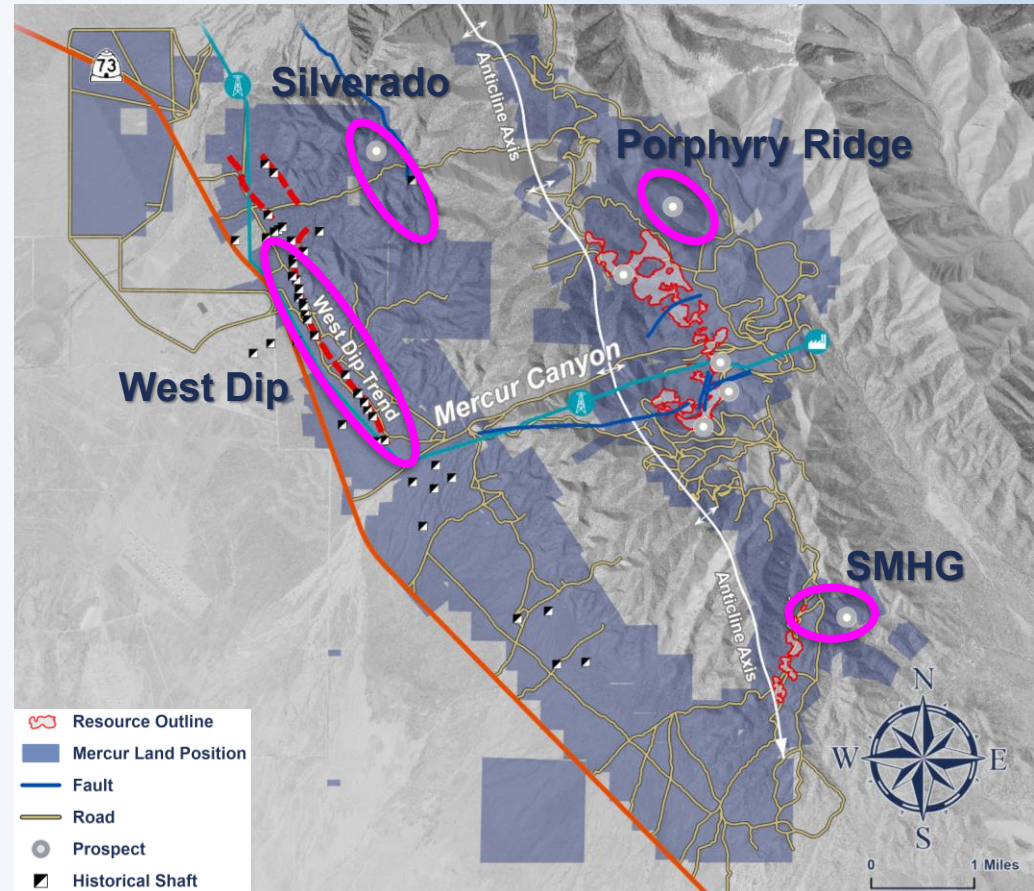 73
Silverado
Anticline Axis
Porphyry Ridge
West Dip Trend
West Dip
Mercur Canyon
SMHG
Anticline Axis
N
W
E
S
Resource Outline
Mercur Land Position
Fault
Road
Prospect
Historical Shaft
0
1 Miles